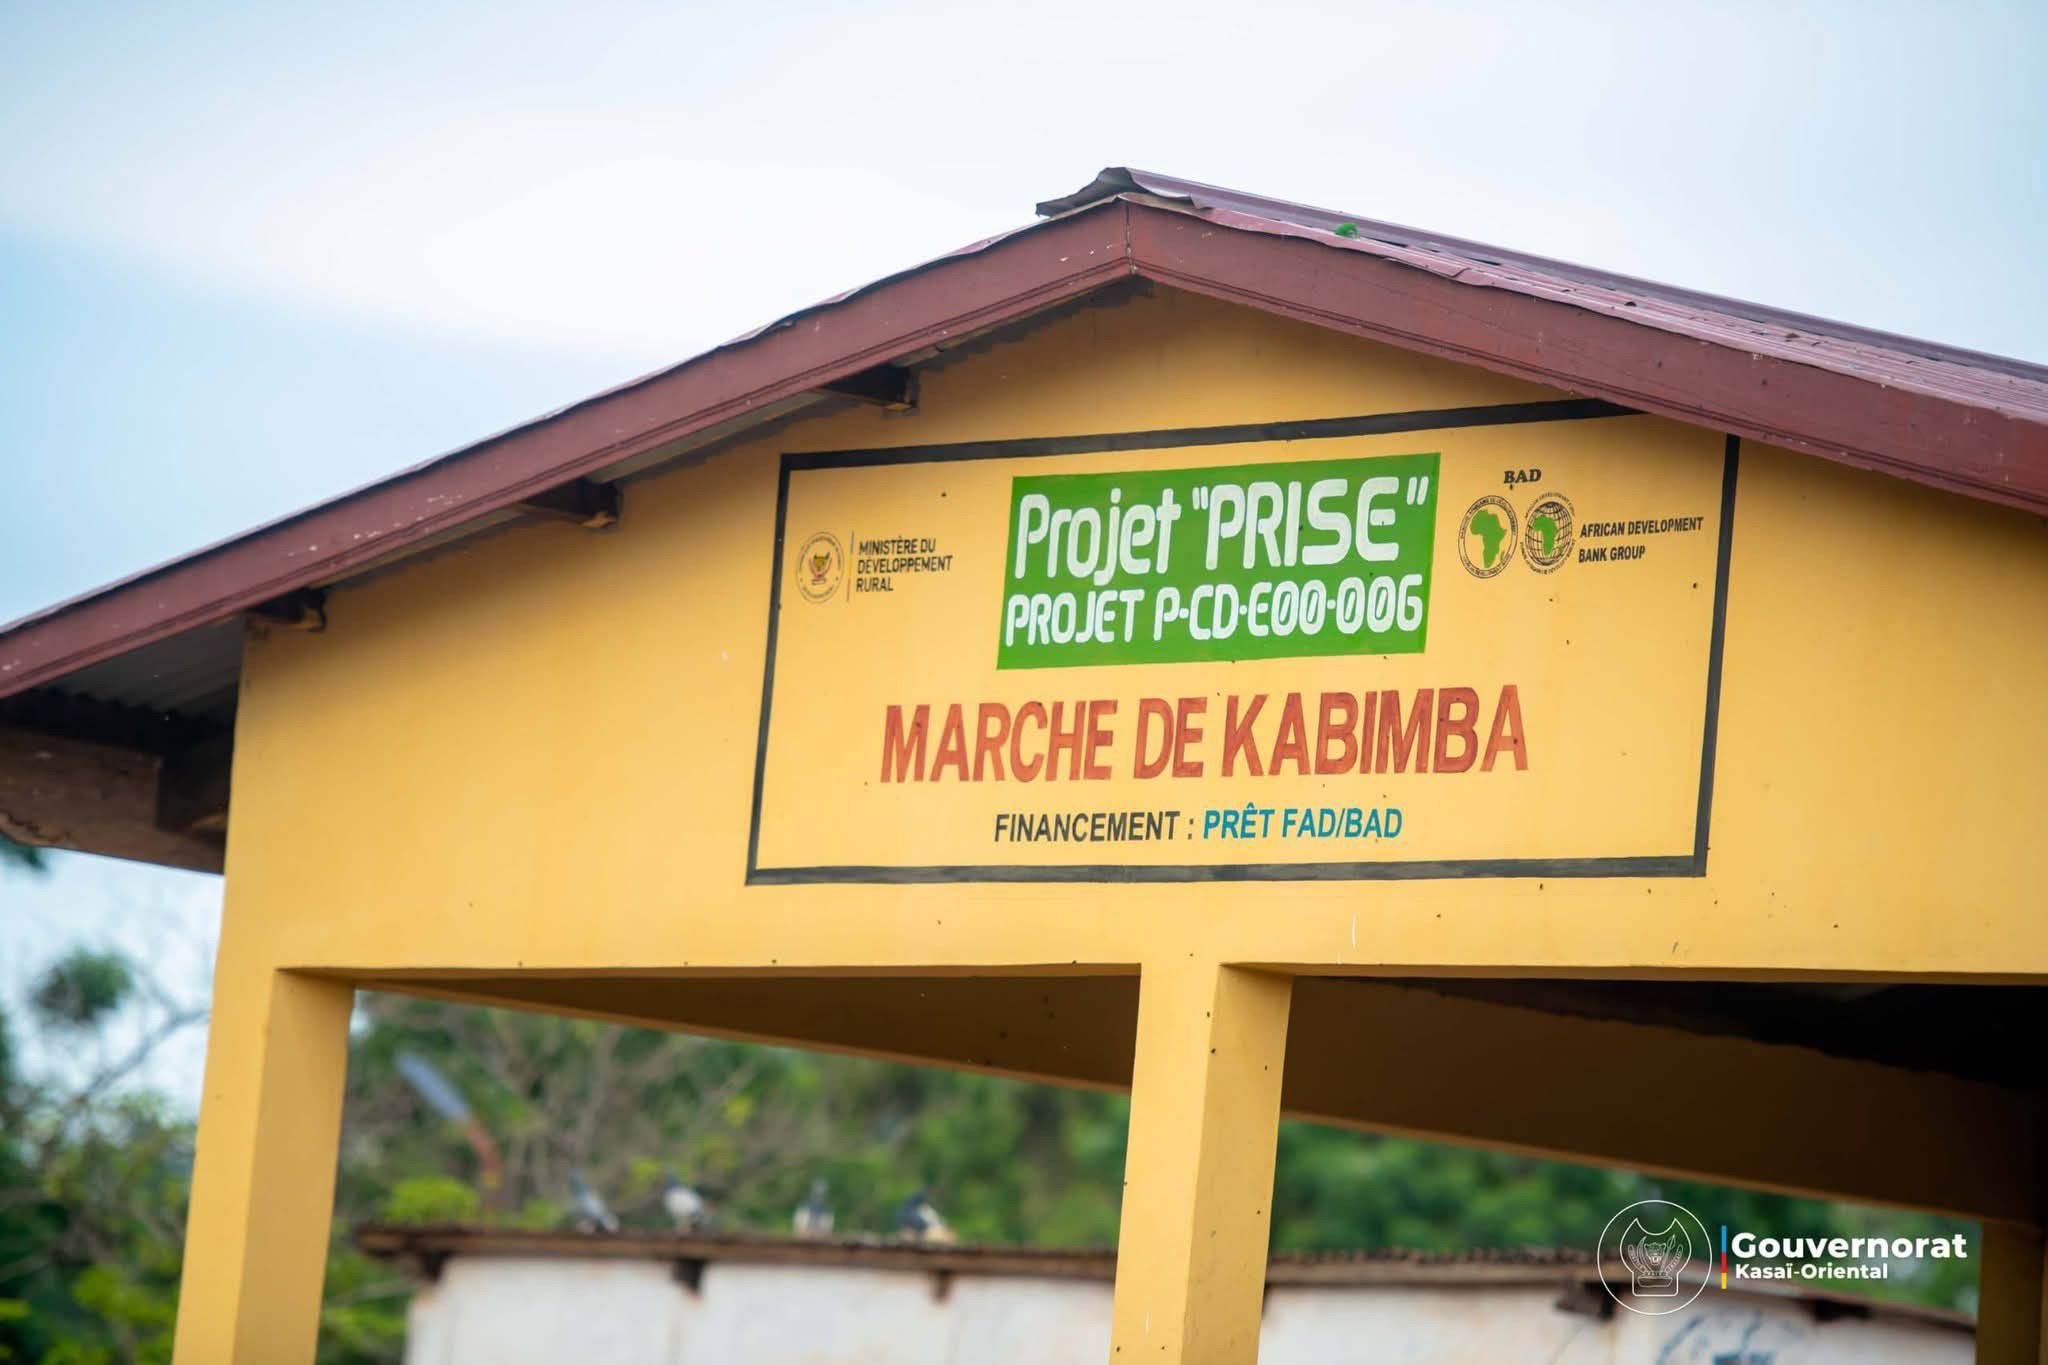 MINISTÈRE DU
DÉVELOPPEMENT
RURAL
Projet "PRISE"
PROJET P-CD-E00-006
BAD
AFRICAN DEVELOPMENT
BANK GROUP
MARCHE DE KABIMBA
FINANCEMENT : PRÊT FAD/BAD
Gouvernorat
Kasaï-Oriental